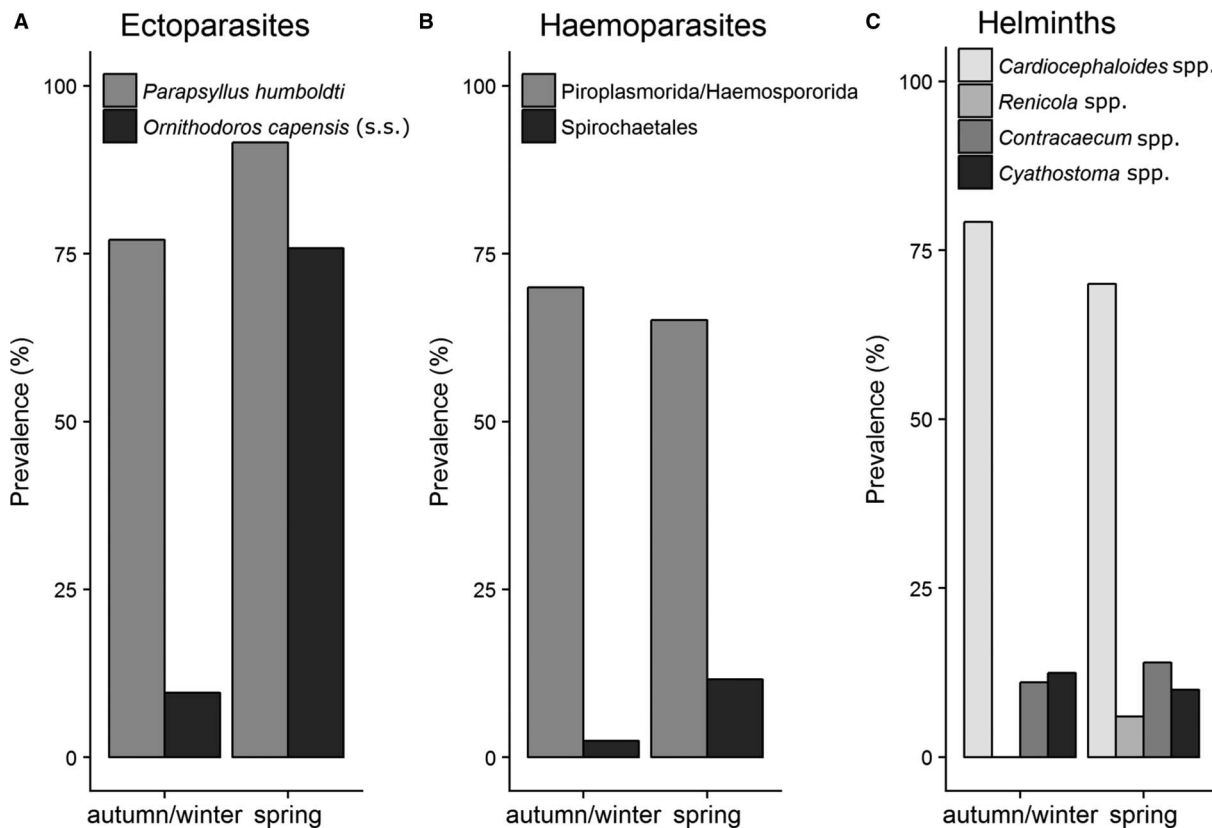 A Ectoparasites
Parapsyllus humboldti
Ornithodoros capensis (s.s.)
Prevalence (%)
100
75
50
25
0
autumn/winter spring
B Haemoparasites
Piroplasmorida/Haemospororida
Spirochaetales
Prevalence (%)
100
75
50
25
0
autumn/winter spring
C Helminths
Cardiocephaloides spp.
Renicola spp.
Contracaecum spp.
Cyathostoma spp.
Prevalence (%)
100
75
50
25
0
autumn/winter spring